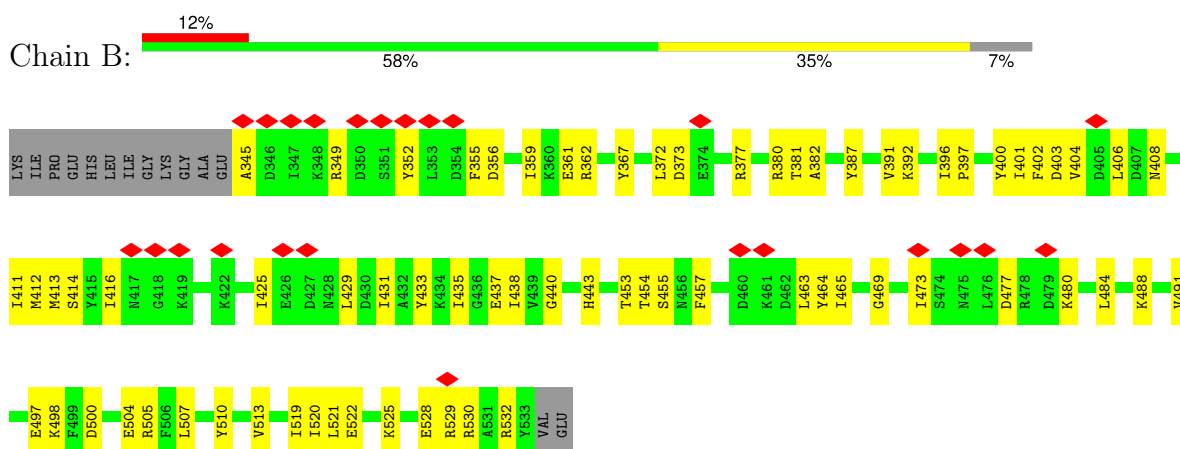 12%
Chain B:
58% 35% 7%
LYS ILE PRO GLU HIS LEU ILE GLY LYS GLY ALA GLU A345 D346 I347 K348 R349 D350 S351 Y352 L353 D354 F355 D356 I359 K360 E361 R362 Y367 L372 D373 E374 R377 R380 T381 A382 Y387 V391 K392 I396 P397 Y400 I401 F402 D403 V404 D405 L406 D407 N408
I411 M412 M413 S414 Y415 I416 N417 G418 K419 K422 I425 E426 D427 N428 L429 D430 I431 A432 Y433 K434 I435 G436 E437 I438 V439 G440 H443 T453 T454 S455 N456 F457 D460 K461 D462 L463 Y464 I465 G469 I473 S474 N475 L476 D477 R478 D479 K480 L484 K488 V491
E497 K498 F499 D500 E504 R505 F506 L507 Y510 V513 I519 I520 L521 E522 K525 E528 R529 R530 A531 R532 Y533 VAL GLU